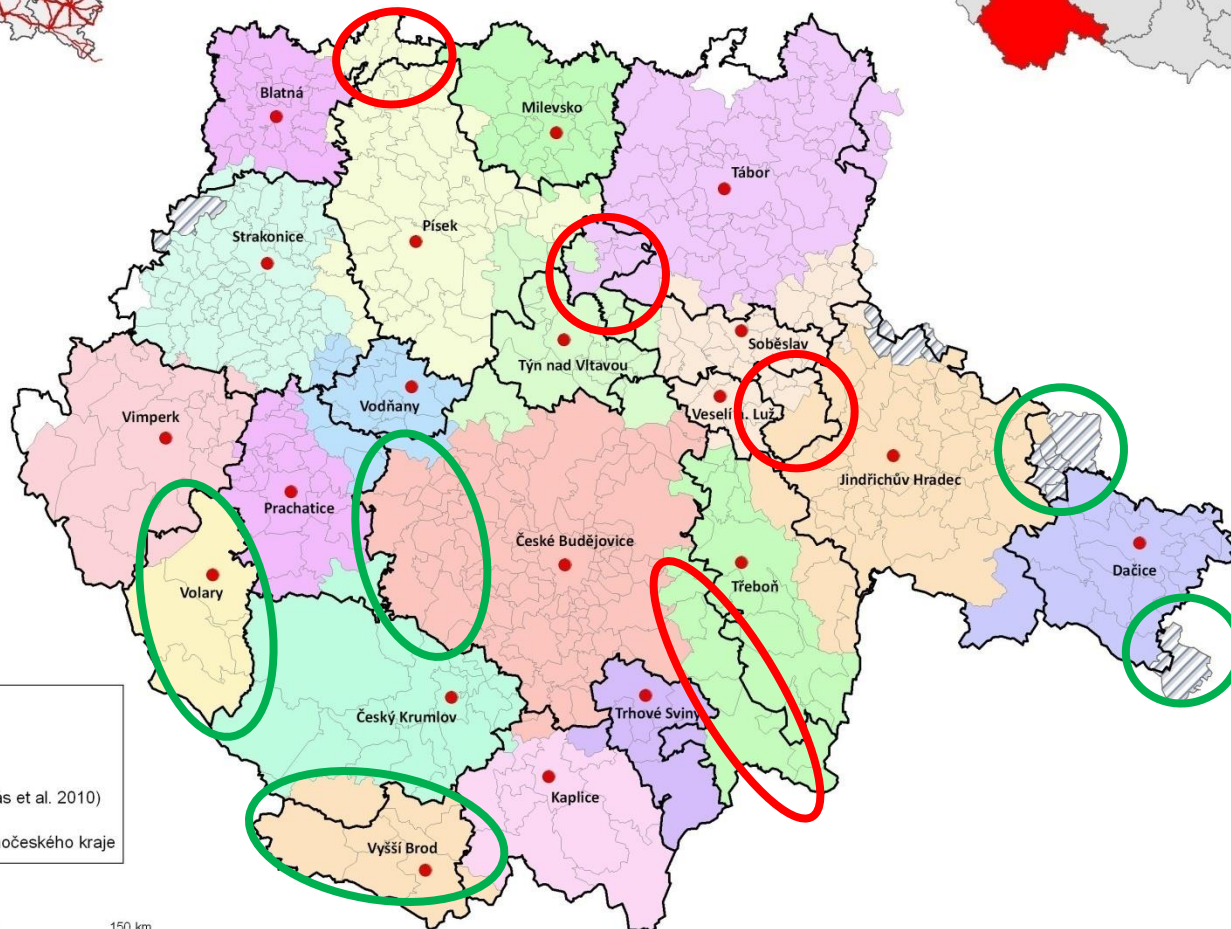 Blatná
Milevsko
Tábor
Písek
Strakonice
Soběslav
Týn nad Vltavou
Vodňany
Veselí n. Luž.
Vimperk
Jindřichův Hradec
Prachatice
České Budějovice
Dačice
Třeboň
Volary
Český Krumlov
Trhové Sviny
Kaplice
Vyšší Brod
et al. 2010)
kraje
150 km